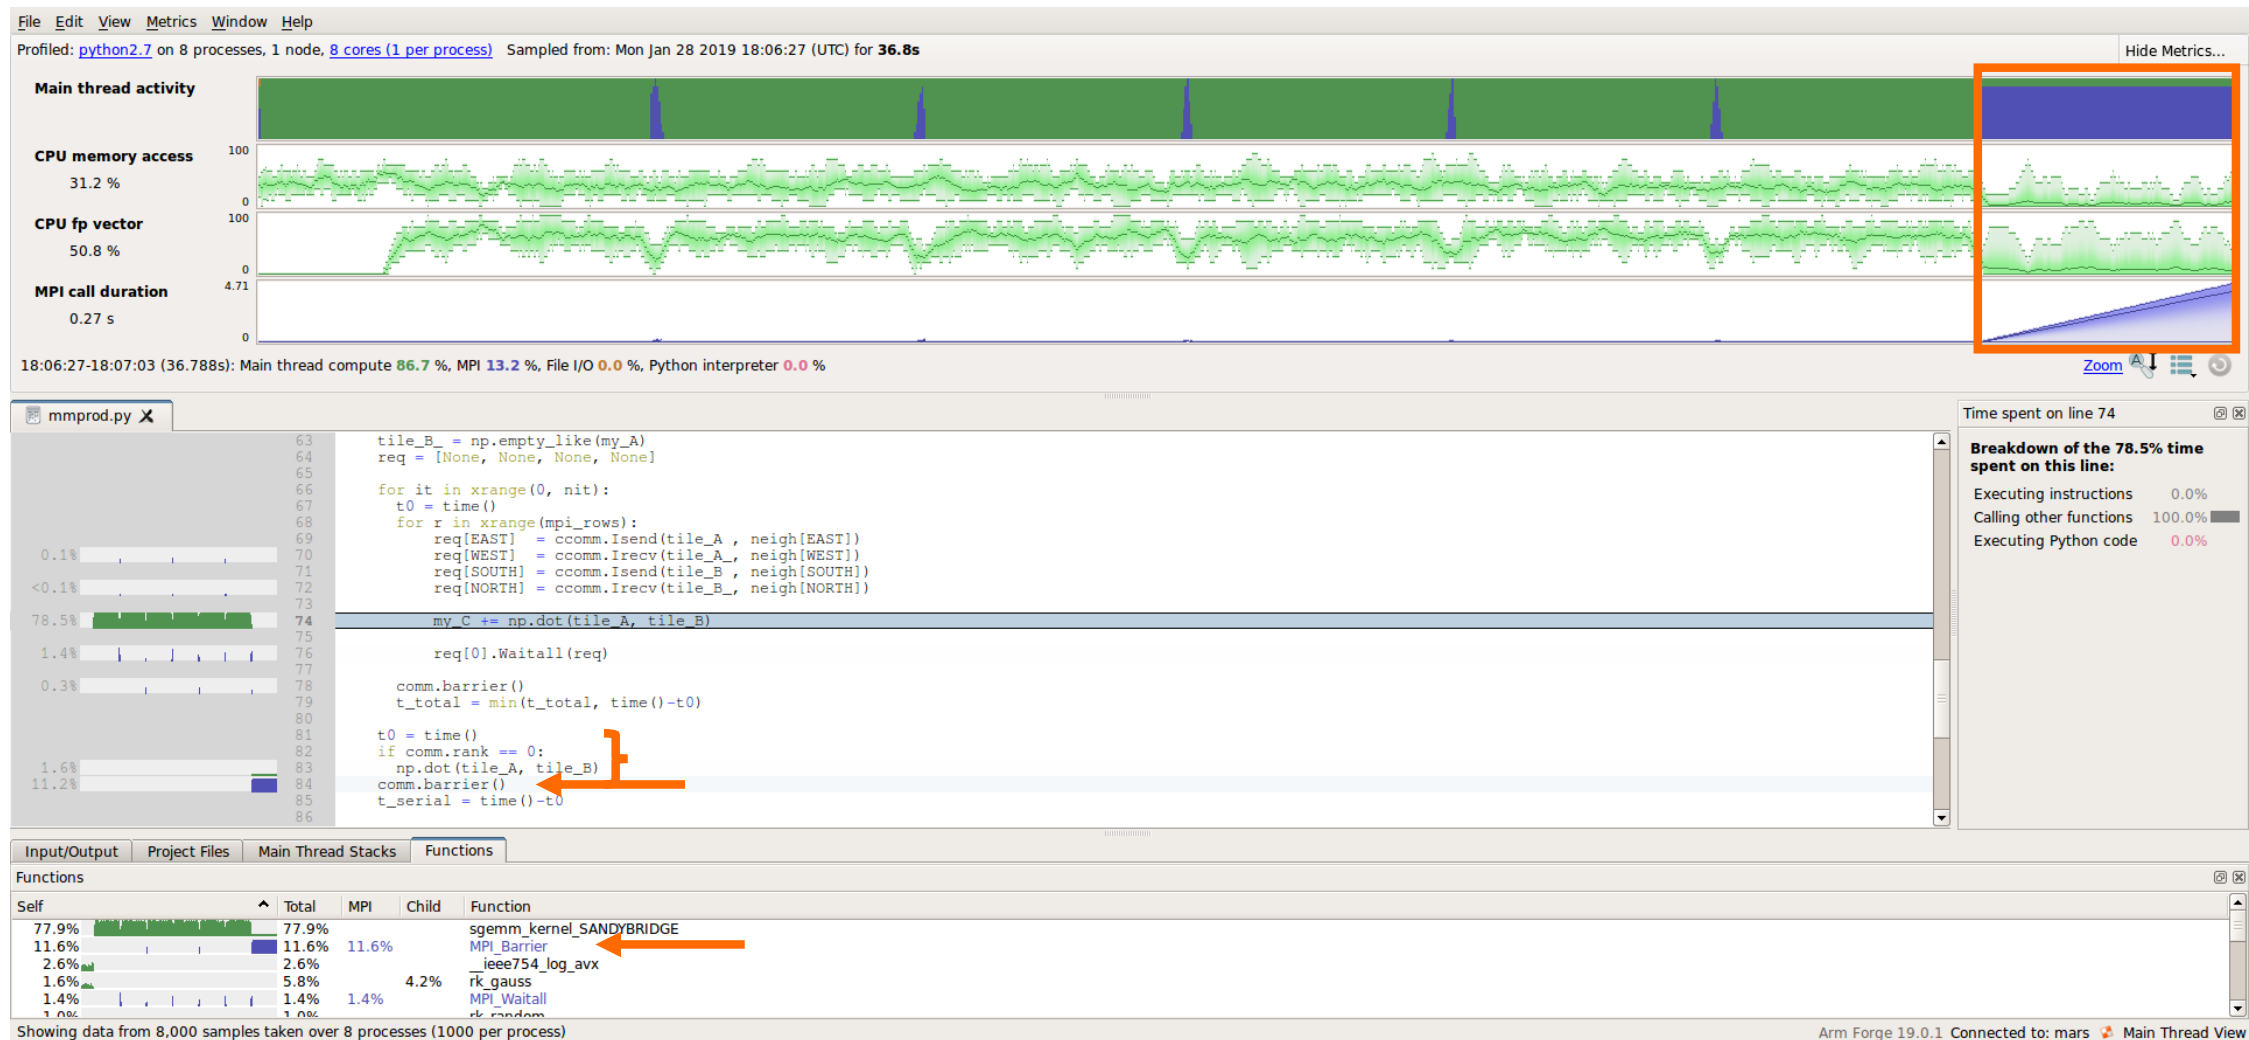 File Edit View Metrics Window Help
Profiled: python2.7 on 8 processes, 1 node, 8 cores (1 per process) Sampled from: Mon Jan 28 2019 18:06:27 (UTC) for 36.8s Hide Metrics...
Main thread activity
CPU memory access 100
31.2 %
0
CPU fp vector 100
50.8 %
0
MPI call duration 4.71
0.27 s
0
18:06:27-18:07:03 (36.788s): Main thread compute 86.7 %, MPI 13.2 %, File I/O 0.0 %, Python interpreter 0.0 % Zoom
mmprod.py
63 tile_B_ = np.empty_like(my_A)
64 req = [None, None, None, None]
65
66 for it in xrange(0, nit):
67 t0 = time()
68 for r in xrange(mpi_rows):
69 req[EAST] = ccomm.Isend(tile_A , neigh[EAST])
0.1% 70 req[WEST] = ccomm.Irecv(tile_A_, neigh[WEST])
71 req[SOUTH] = ccomm.Isend(tile_B , neigh[SOUTH])
<0.1% 72 req[NORTH] = ccomm.Irecv(tile_B_, neigh[NORTH])
73
78.5% 74 my_C += np.dot(tile_A, tile_B)
75
1.4% 76 req[0].Waitall(req)
77
0.3% 78 comm.barrier()
79 t_total = min(t_total, time()-t0)
80
81 t0 = time()
82 if comm.rank == 0:
1.6% 83 np.dot(tile_A, tile_B)
11.2% 84 comm.barrier()
85 t_serial = time()-t0
86
Time spent on line 74
Breakdown of the 78.5% time
spent on this line:
Executing instructions 0.0%
Calling other functions 100.0%
Executing Python code 0.0%
Input/Output Project Files Main Thread Stacks Functions
Functions
Self Total MPI Child Function
77.9% 77.9% sgemm_kernel_SANDYBRIDGE
11.6% 11.6% 11.6% MPI_Barrier
2.6% 2.6% __ieee754_log_avx
1.6% 5.8% 4.2% rk_gauss
1.4% 1.4% 1.4% MPI_Waitall
1.0% 1.0% rk_random
Showing data from 8,000 samples taken over 8 processes (1000 per process) Arm Forge 19.0.1 Connected to: mars Main Thread View